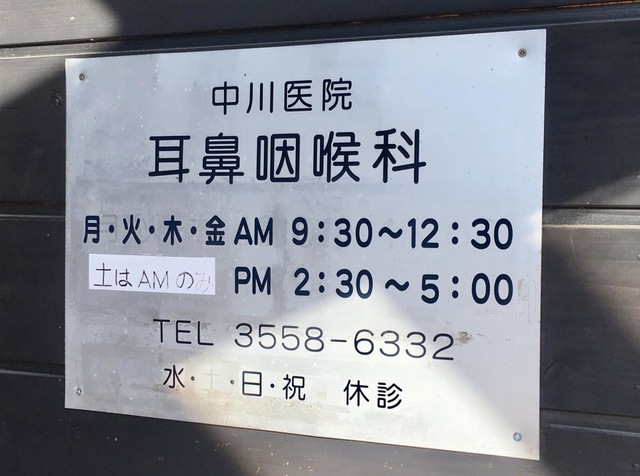 中川医院
耳鼻咽喉科
月・火・木・金 AM 9:30〜12:30
土はAMのみ PM 2:30〜5:00
TEL 3558-6332
水・土・日・祝 休診